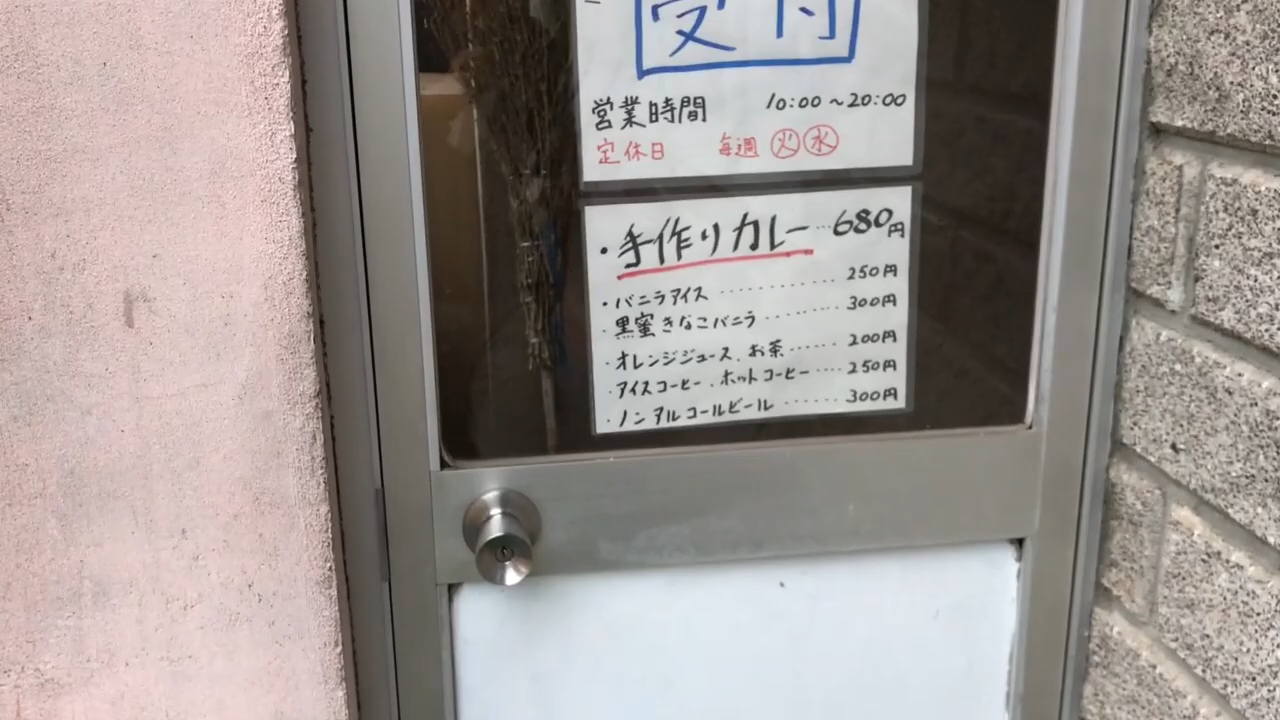 受付
営業時間 10:00～20:00
定休日 毎週 火 水
・手作りカレー…680円
・バニラアイス………250円
・黒蜜きなこバニラ………300円
・オレンジジュース、お茶……200円
・アイスコーヒー、ホットコーヒー…250円
・ノンアルコールビール……300円